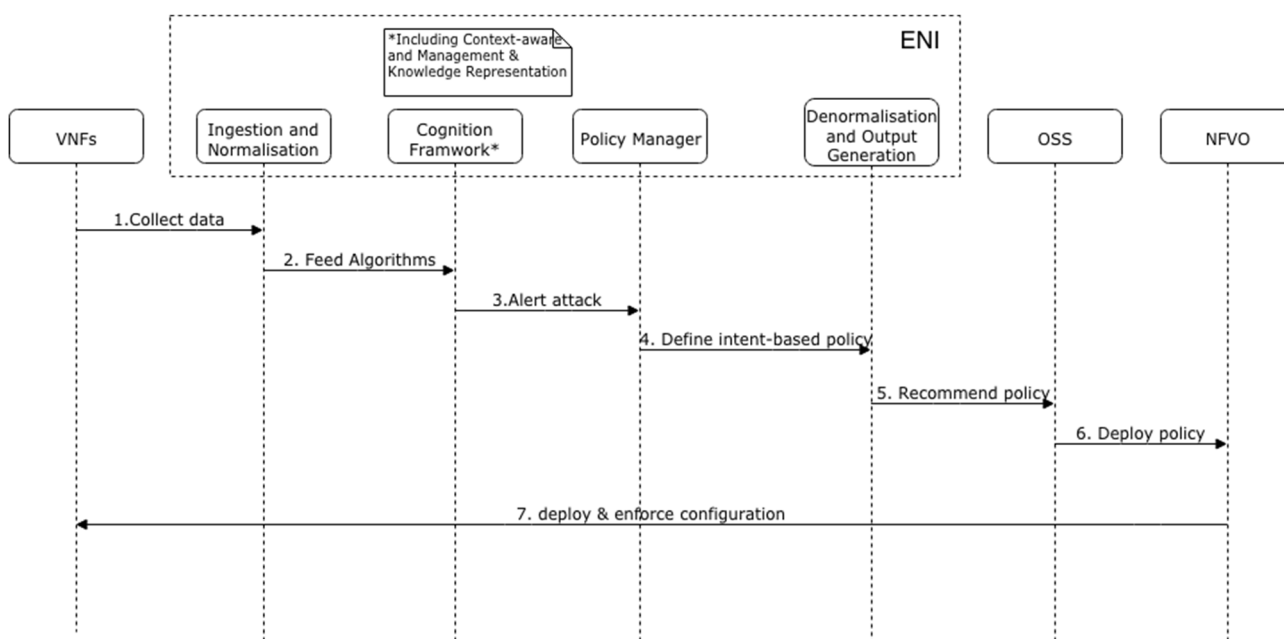 *Including Context-aware
and Management &
Knowledge Representation
ENI
VNFs
Ingestion and
Normalisation
Cognition
Framwork*
Policy Manager
Denormalisation
and Output
Generation
OSS
NFVO
1.Collect data
2. Feed Algorithms
3.Alert attack
4. Define intent-based policy
5. Recommend policy
6. Deploy policy
7. deploy & enforce configuration